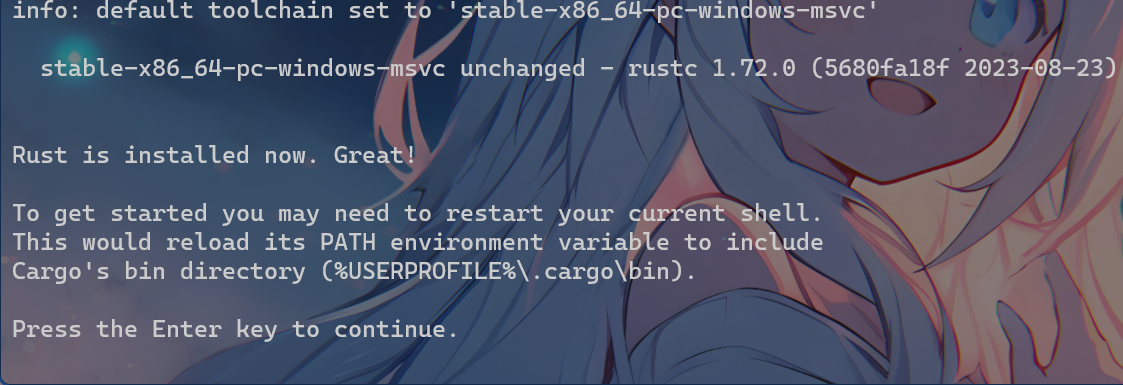 info: default toolchain set to 'stable-x86_64-pc-windows-msvc'
stable-x86_64-pc-windows-msvc unchanged - rustc 1.72.0 (5680fa18f 2023-08-23)
Rust is installed now. Great!
To get started you may need to restart your current shell.
This would reload its PATH environment variable to include
Cargo's bin directory (%USERPROFILE%\.cargo\bin).
Press the Enter key to continue.